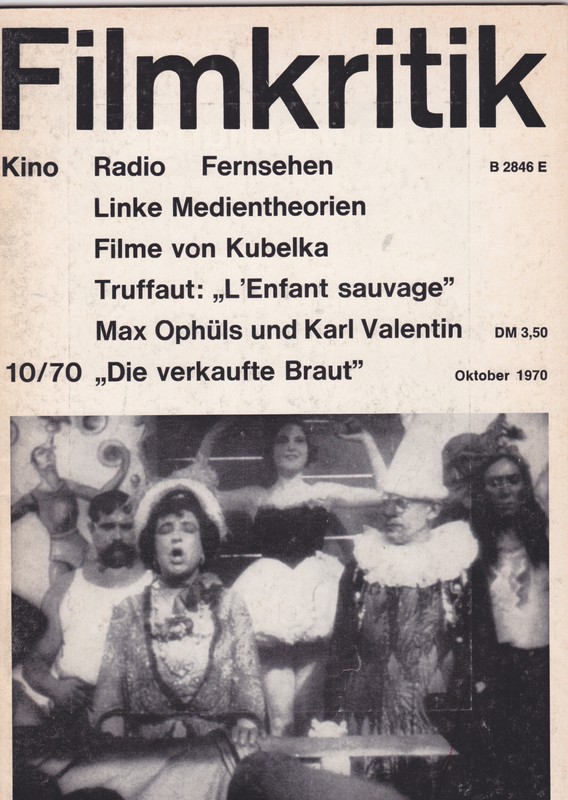 Filmkritik
Kino Radio Fernsehen B 2846 E
Linke Medientheorien
Filme von Kubelka
Truffaut: „L'Enfant sauvage”
Max Ophüls und Karl Valentin DM 3,50
10/70 „Die verkaufte Braut” Oktober 1970